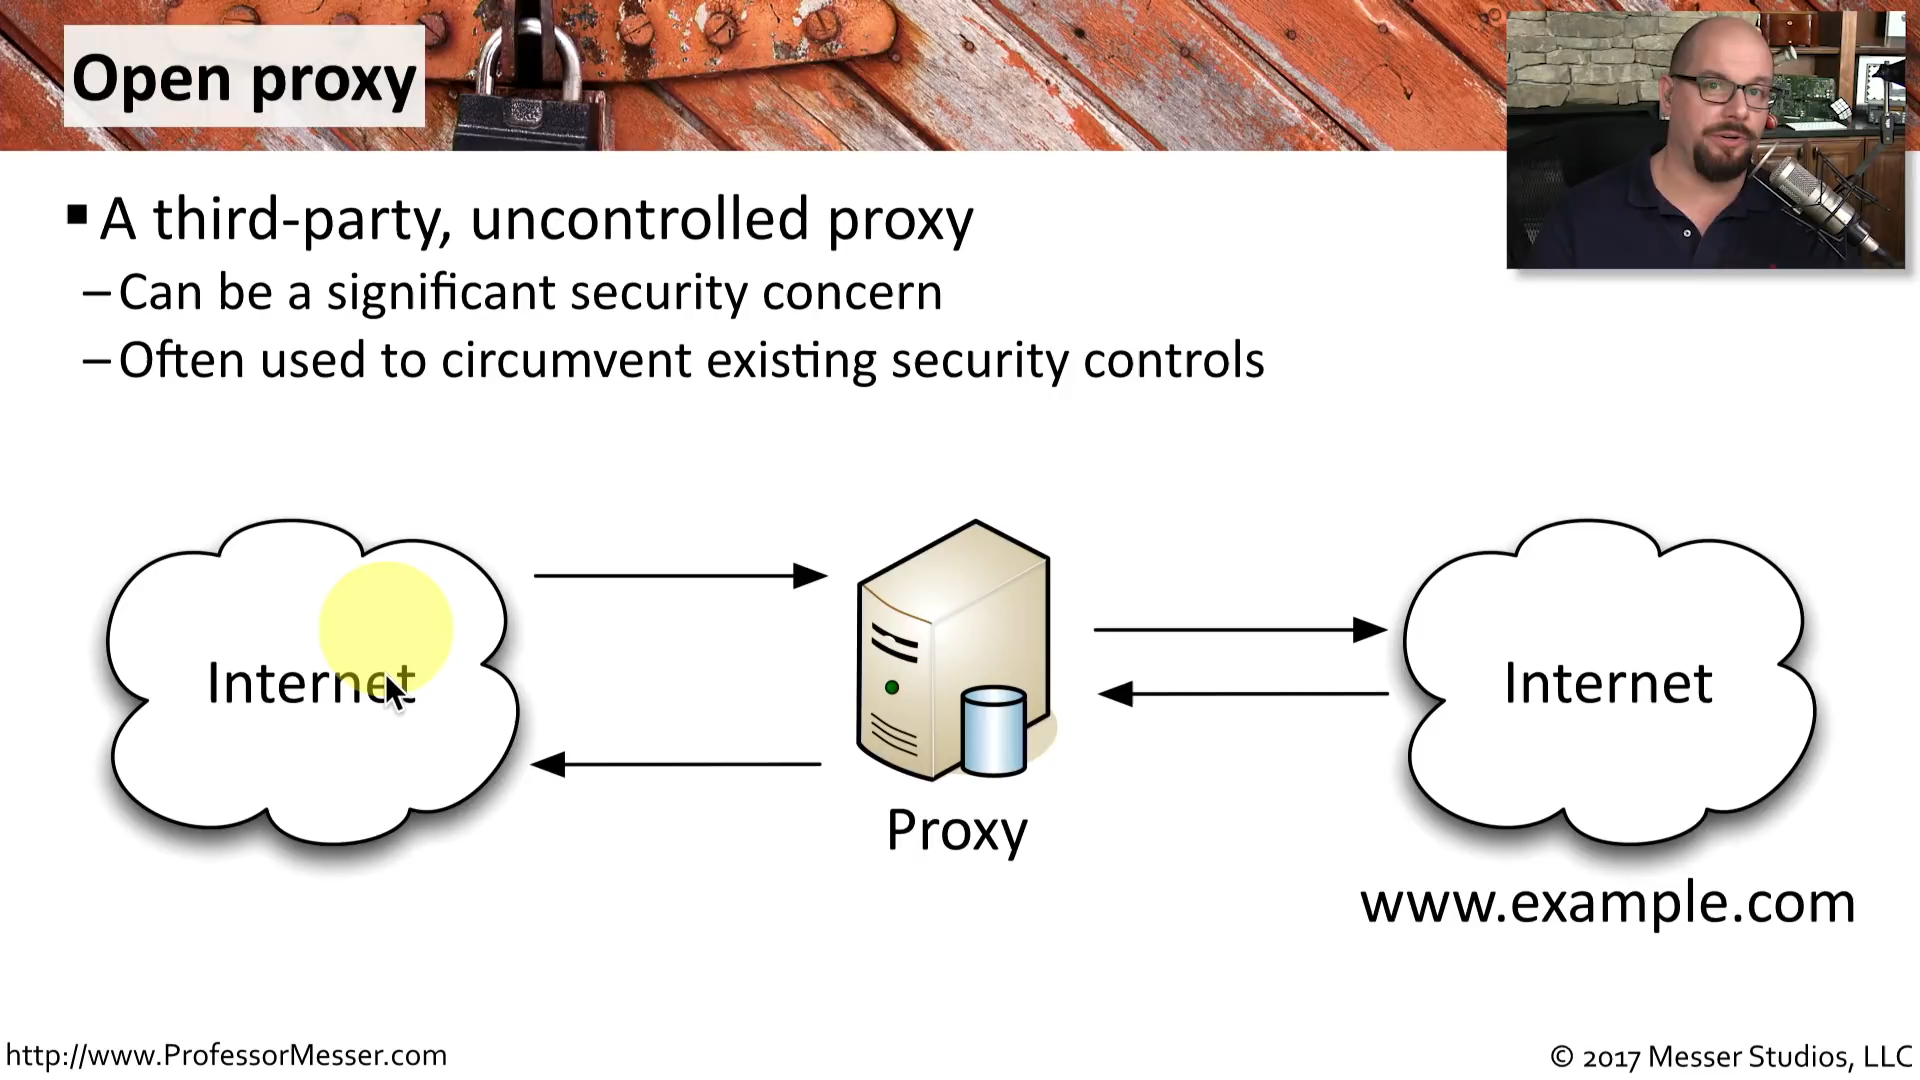 Open proxy
▪ A third-party, uncontrolled proxy
– Can be a significant security concern
– Often used to circumvent existing security controls
Internet
Proxy
Internet
www.example.com
http://www.ProfessorMesser.com
© 2017 Messer Studios, LLC